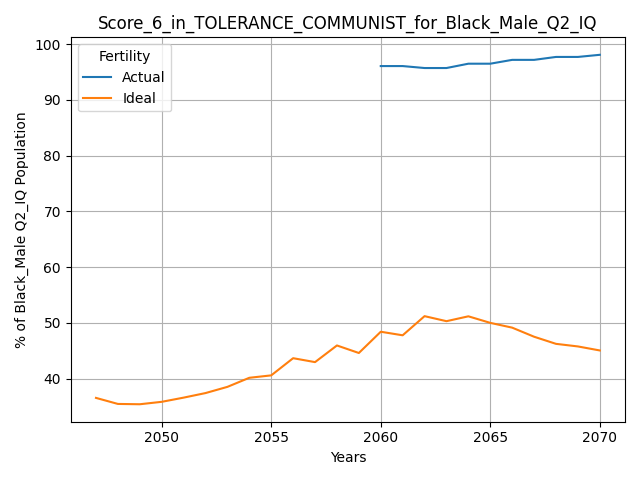 Score_6_in_TOLERANCE_COMMUNIST_for_Black_Male_Q2_IQ
% of Black_Male Q2_IQ Population
100
90
80
70
60
50
40
Fertility
Actual
Ideal
2050
2055
2060
2065
2070
Years